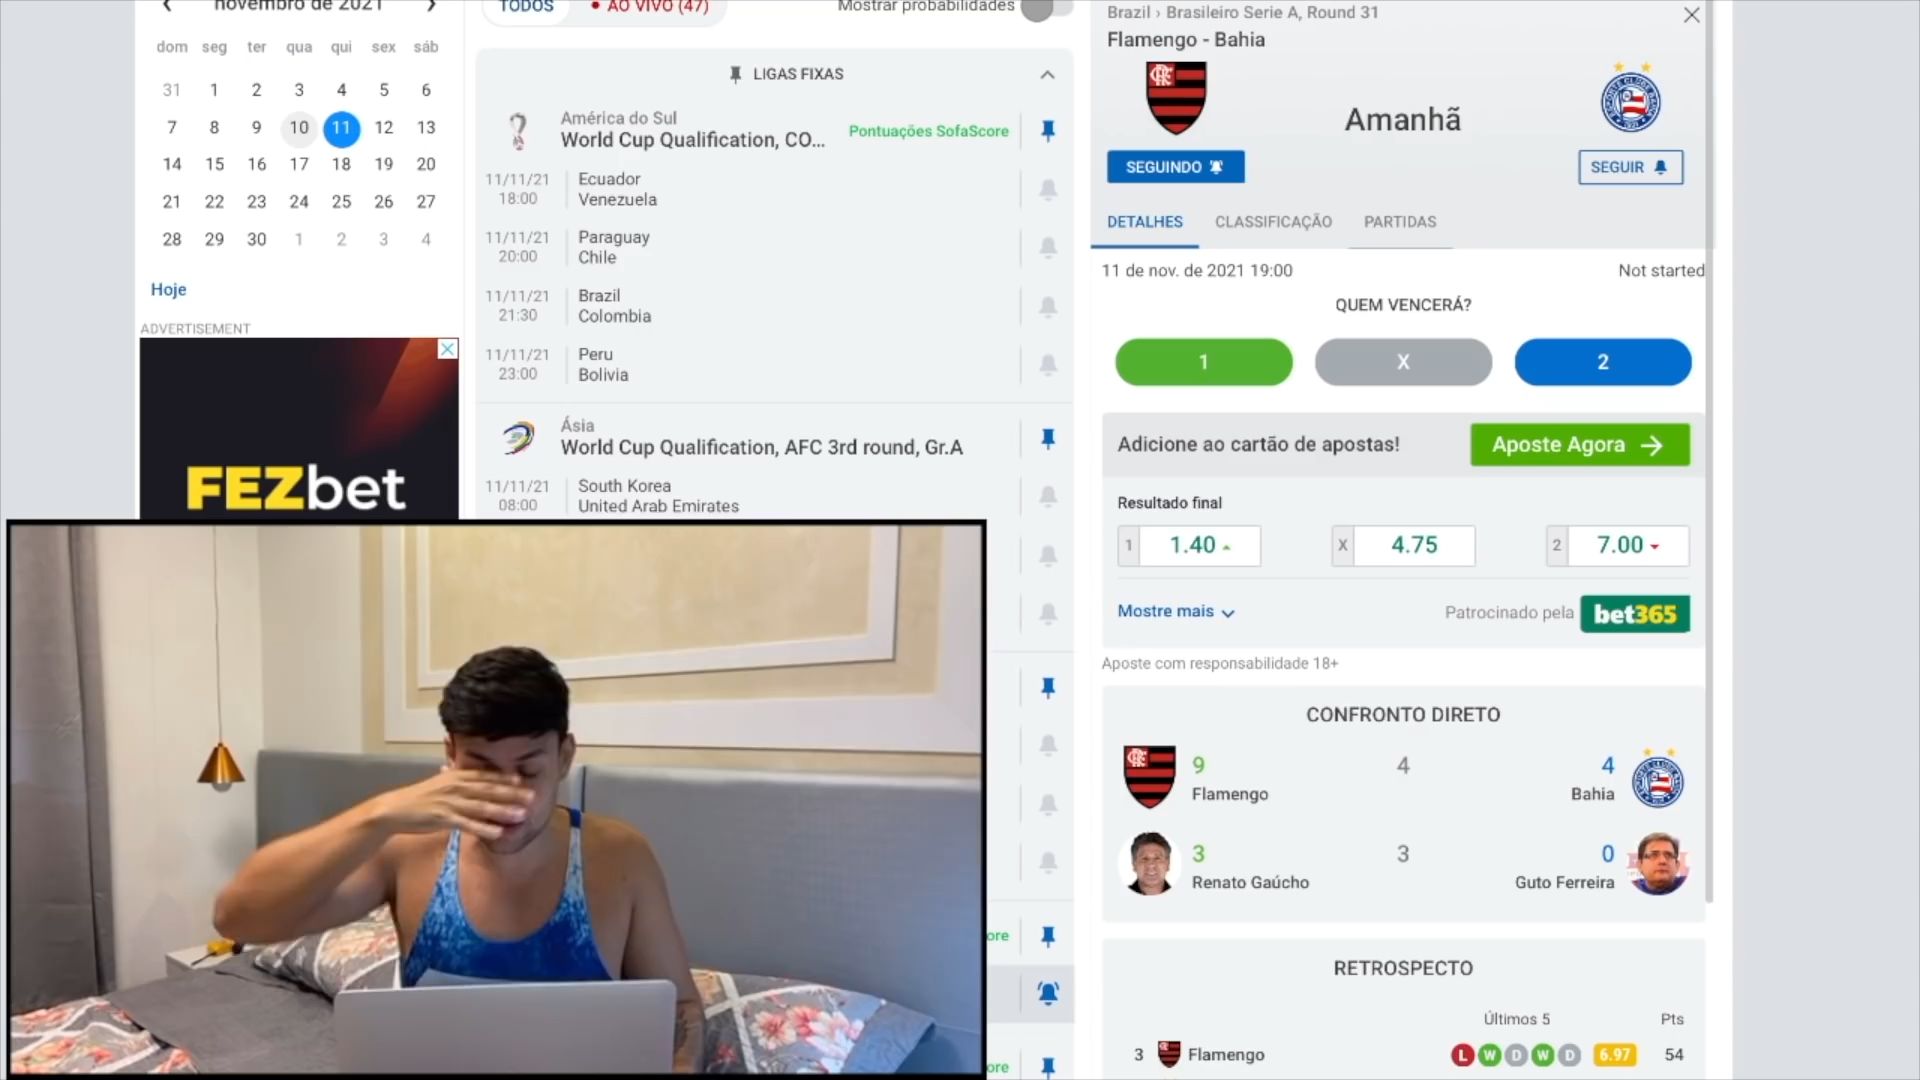 novembro de 2021
dom seg ter qua qui sex sáb
31 1 2 3 4 5 6
7 8 9 10 11 12 13
14 15 16 17 18 19 20
21 22 23 24 25 26 27
28 29 30 1 2 3 4
Hoje
ADVERTISEMENT
FEZbet
TODOS
AO VIVO (47)
Mostrar probabilidades
LIGAS FIXAS
América do Sul
World Cup Qualification, CO...
Pontuações SofaScore
11/11/21 Ecuador
18:00 Venezuela
11/11/21 Paraguay
20:00 Chile
11/11/21 Brazil
21:30 Colombia
11/11/21 Peru
23:00 Bolivia
Ásia
World Cup Qualification, AFC 3rd round, Gr.A
11/11/21 South Korea
08:00 United Arab Emirates
ore
ore
Brazil › Brasileiro Serie A, Round 31
Flamengo - Bahia
Amanhã
SEGUINDO
SEGUIR
DETALHES CLASSIFICAÇÃO PARTIDAS
11 de nov. de 2021 19:00 Not started
QUEM VENCERÁ?
1 X 2
Adicione ao cartão de apostas!
Aposte Agora
Resultado final
1 1.40 X 4.75 2 7.00
Mostre mais
Patrocinado pela bet365
Aposte com responsabilidade 18+
CONFRONTO DIRETO
9 4 4
Flamengo Bahia
3 3 0
Renato Gaúcho Guto Ferreira
RETROSPECTO
Últimos 5 Pts
3 Flamengo L W D W D 6.97 54